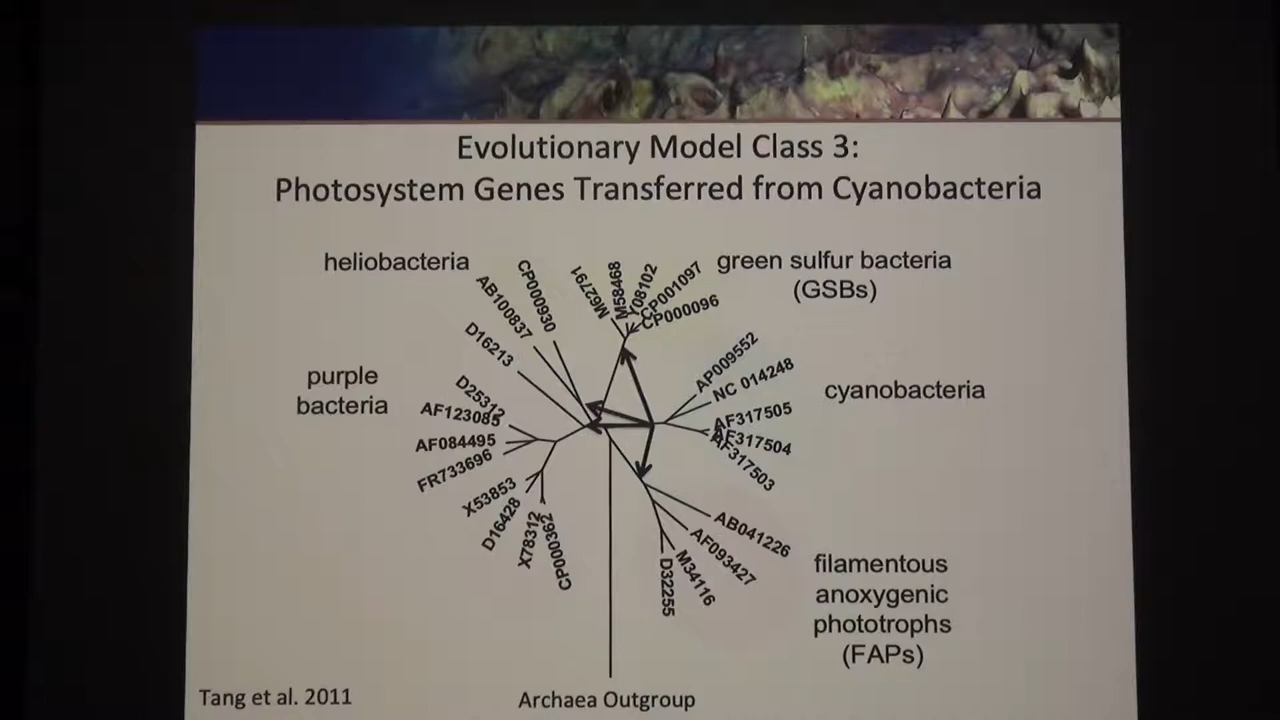 Evolutionary Model Class 3:
Photosystem Genes Transferred from Cyanobacteria
heliobacteria
green sulfur bacteria
(GSBs)
CP000930
AB100837
D16213
M62791
M58468
Y08102
CP001097
CP000096
purple
bacteria
cyanobacteria
AP009552
NC 014248
AF317505
AF317504
AF317503
D25312
AF123085
AF084495
FR733696
X53853
D16428
X78312
CP000362
AB041226
AF093427
M34116
D32255
filamentous
anoxygenic
phototrophs
(FAPs)
Tang et al. 2011
Archaea Outgroup